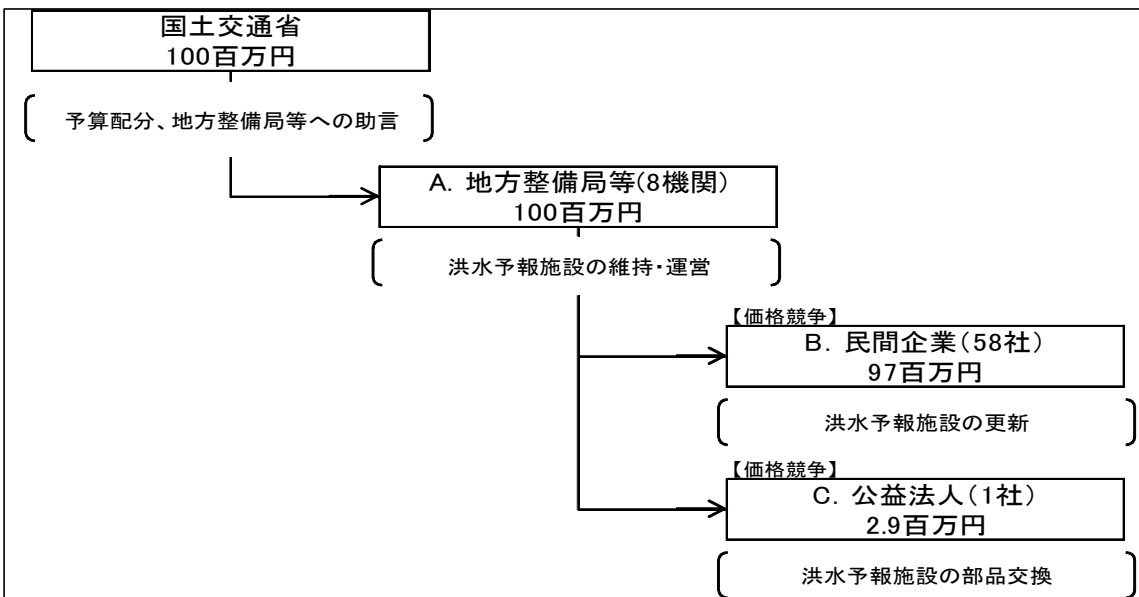 国土交通省
100百万円
予算配分、地方整備局等への助言
A. 地方整備局等(8機関)
100百万円
洪水予報施設の維持・運営
【価格競争】
B. 民間企業(58社)
97百万円
洪水予報施設の更新
【価格競争】
C. 公益法人(1社)
2.9百万円
洪水予報施設の部品交換